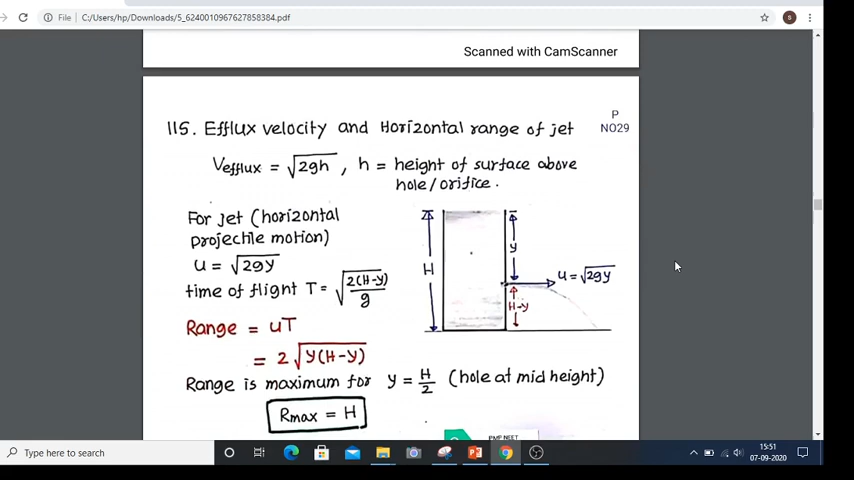 File
C:/Users/hp/Downloads/5_6240010967627858384.pdf
S
Scanned with CamScanner
P
NO29
115. Efflux velocity and Horizontal range of jet
Vefflux = √2gh , h = height of surface above
hole/orifice.
For jet (horizontal
projectile motion)
u = √2gy
time of flight T = √2(H-y)/g
Range = uT
= 2√y(H-y)
Range is maximum for y = H/2 (hole at mid height)
Rmax = H
H
y
u = √2gy
H-y
PMP NEET
Type here to search
15:51
07-09-2020